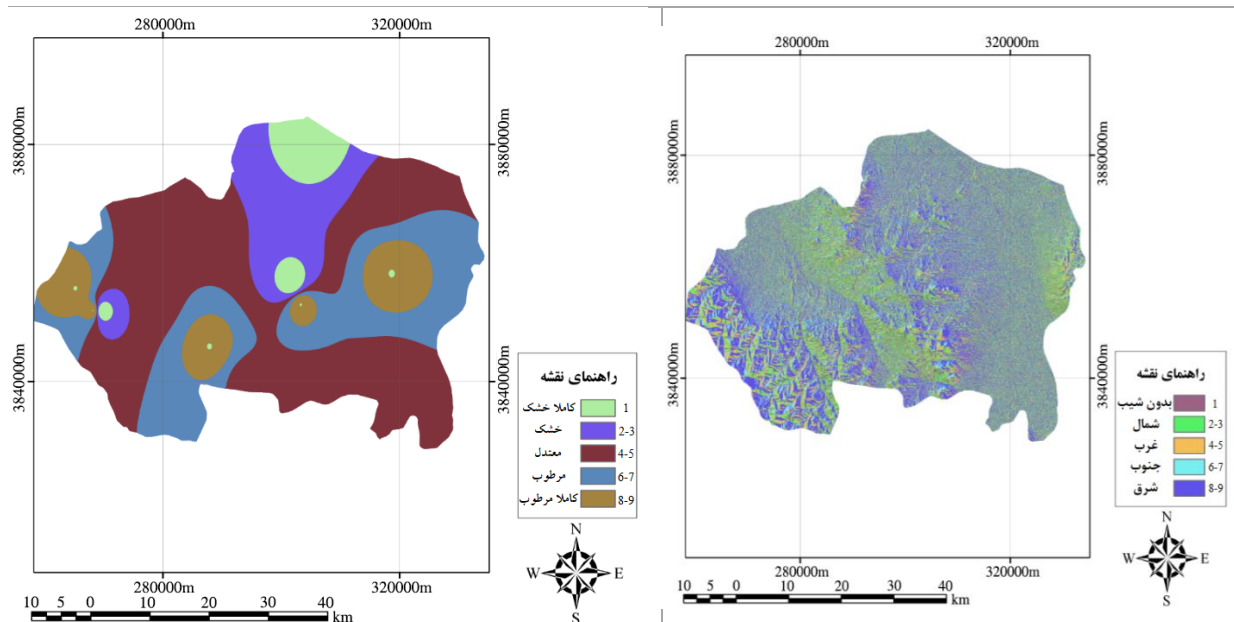 280000m 320000m
3880000m 3880000m
3840000m 3840000m
راهنمای نقشه
کاملا خشک 1
خشک 2-3
معتدل 4-5
مرطوب 6-7
کاملا مرطوب 8-9
N
W E
S
280000m 320000m
10 5 0 10 20 30 40
km
280000m 320000m
3880000m 3880000m
3840000m 3840000m
راهنمای نقشه
بدون شیب 1
شمال 2-3
غرب 4-5
جنوب 6-7
شرق 8-9
N
W E
S
280000m 320000m
10 5 0 10 20 30 40
km